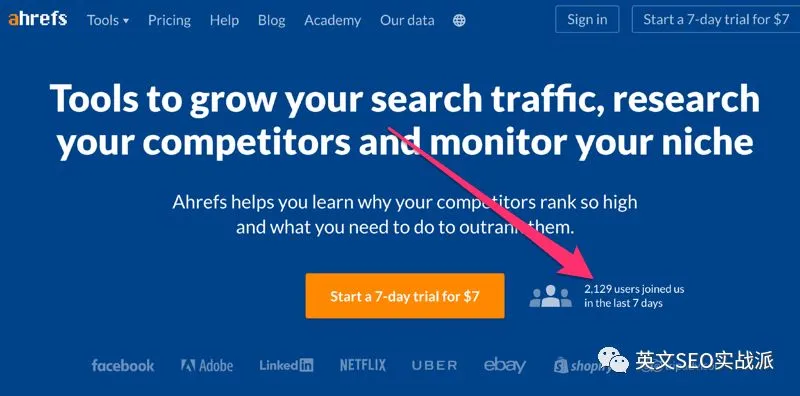 ahrefs
Tools Pricing Help Blog Academy Our data
Sign in
Start a 7-day trial for $7
Tools to grow your search traffic, research
your competitors and monitor your niche
Ahrefs helps you learn why your competitors rank so high
and what you need to do to outrank them.
Start a 7-day trial for $7
2,129 users joined us
in the last 7 days
facebook Adobe LinkedIn NETFLIX UBER ebay shopify
英文SEO实战派